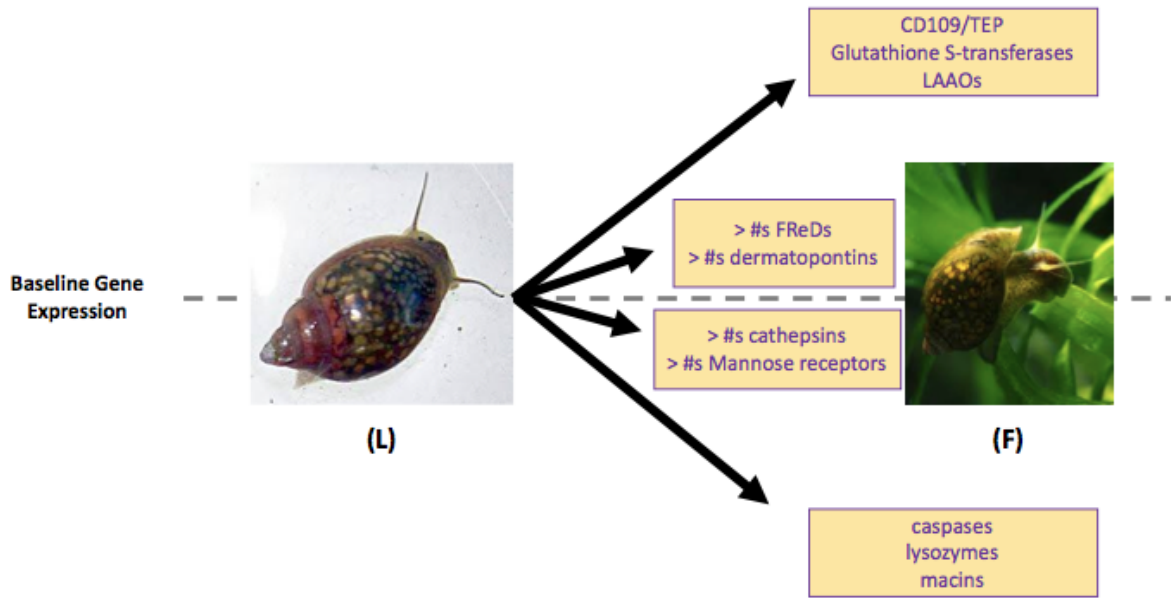 CD109/TEP
Glutathione S-transferases
LAAOs
> #s FReDs
> #s dermatopontins
Baseline Gene
Expression
> #s cathepsins
> #s Mannose receptors
(L)
(F)
caspases
lysozymes
macins